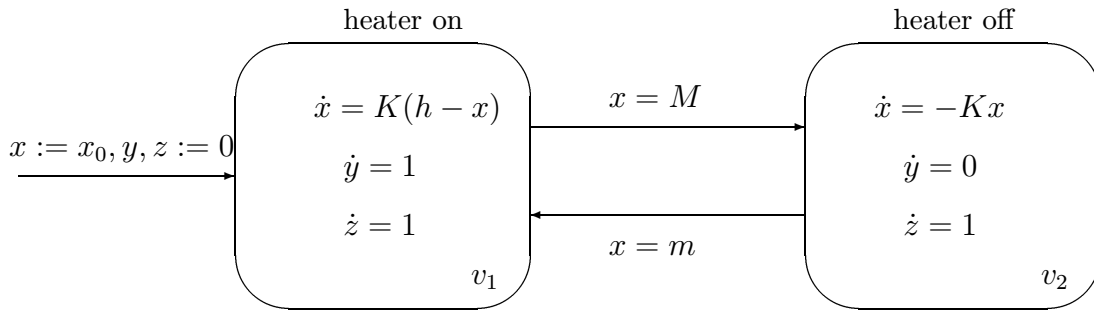 heater on
heater off
x := x₀, y, z := 0
ẋ = K(h − x)
ẏ = 1
ż = 1
v₁
x = M
x = m
ẋ = −Kx
ẏ = 0
ż = 1
v₂